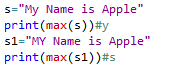 s="My Name is Apple"
print(max(s))#y
s1="MY Name is Apple"
print(max(s1))#s